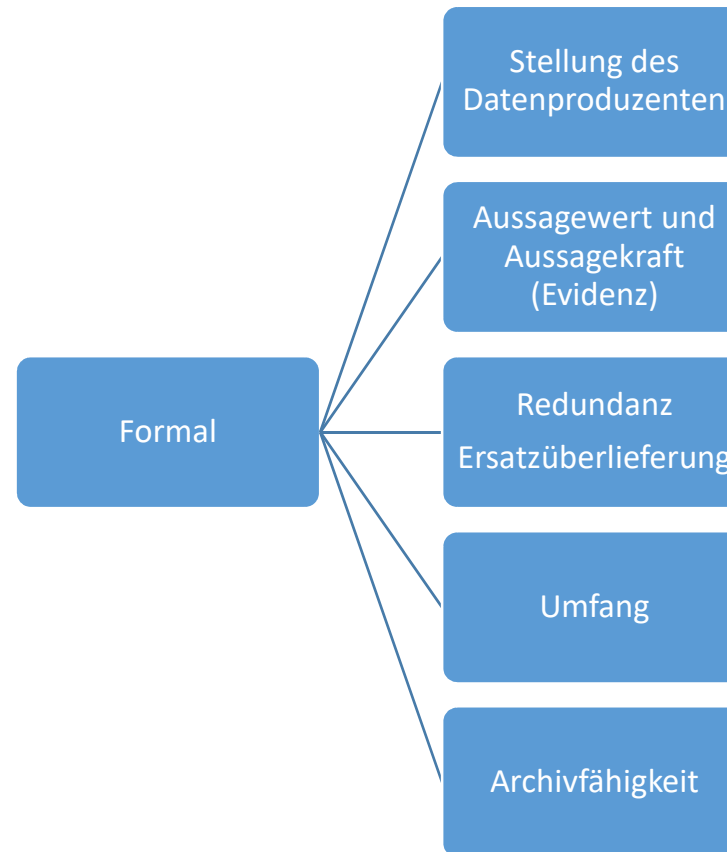 Stellung des
Datenproduzenten
Aussagewert und
Aussagekraft
(Evidenz)
Formal
Redundanz
Ersatzüberlieferung
Umfang
Archivfähigkeit